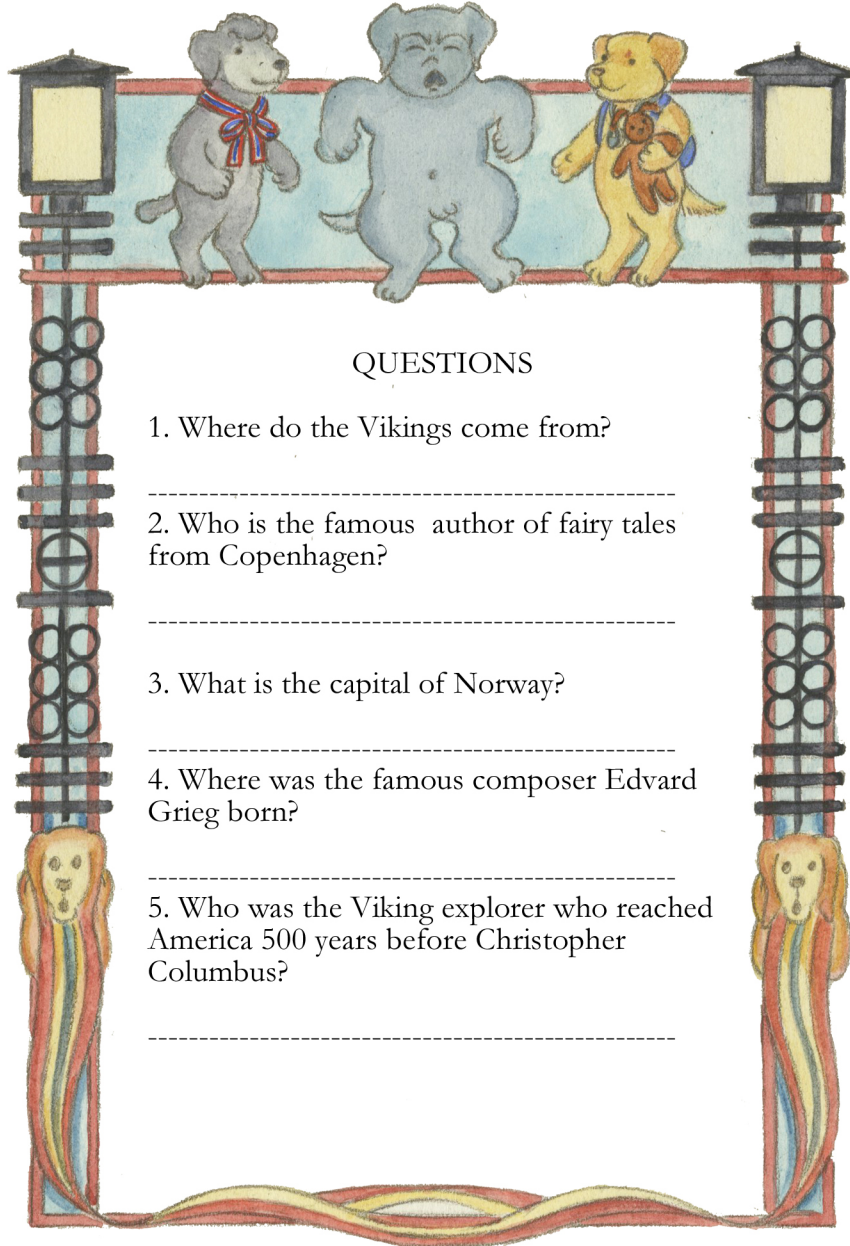 QUESTIONS
1. Where do the Vikings come from?
--------------------------------------------------
2. Who is the famous  author of fairy tales
from Copenhagen?
--------------------------------------------------
3. What is the capital of Norway?
--------------------------------------------------
4. Where was the famous composer Edvard
Grieg born?
--------------------------------------------------
5. Who was the Viking explorer who reached
America 500 years before Christopher
Columbus?
--------------------------------------------------